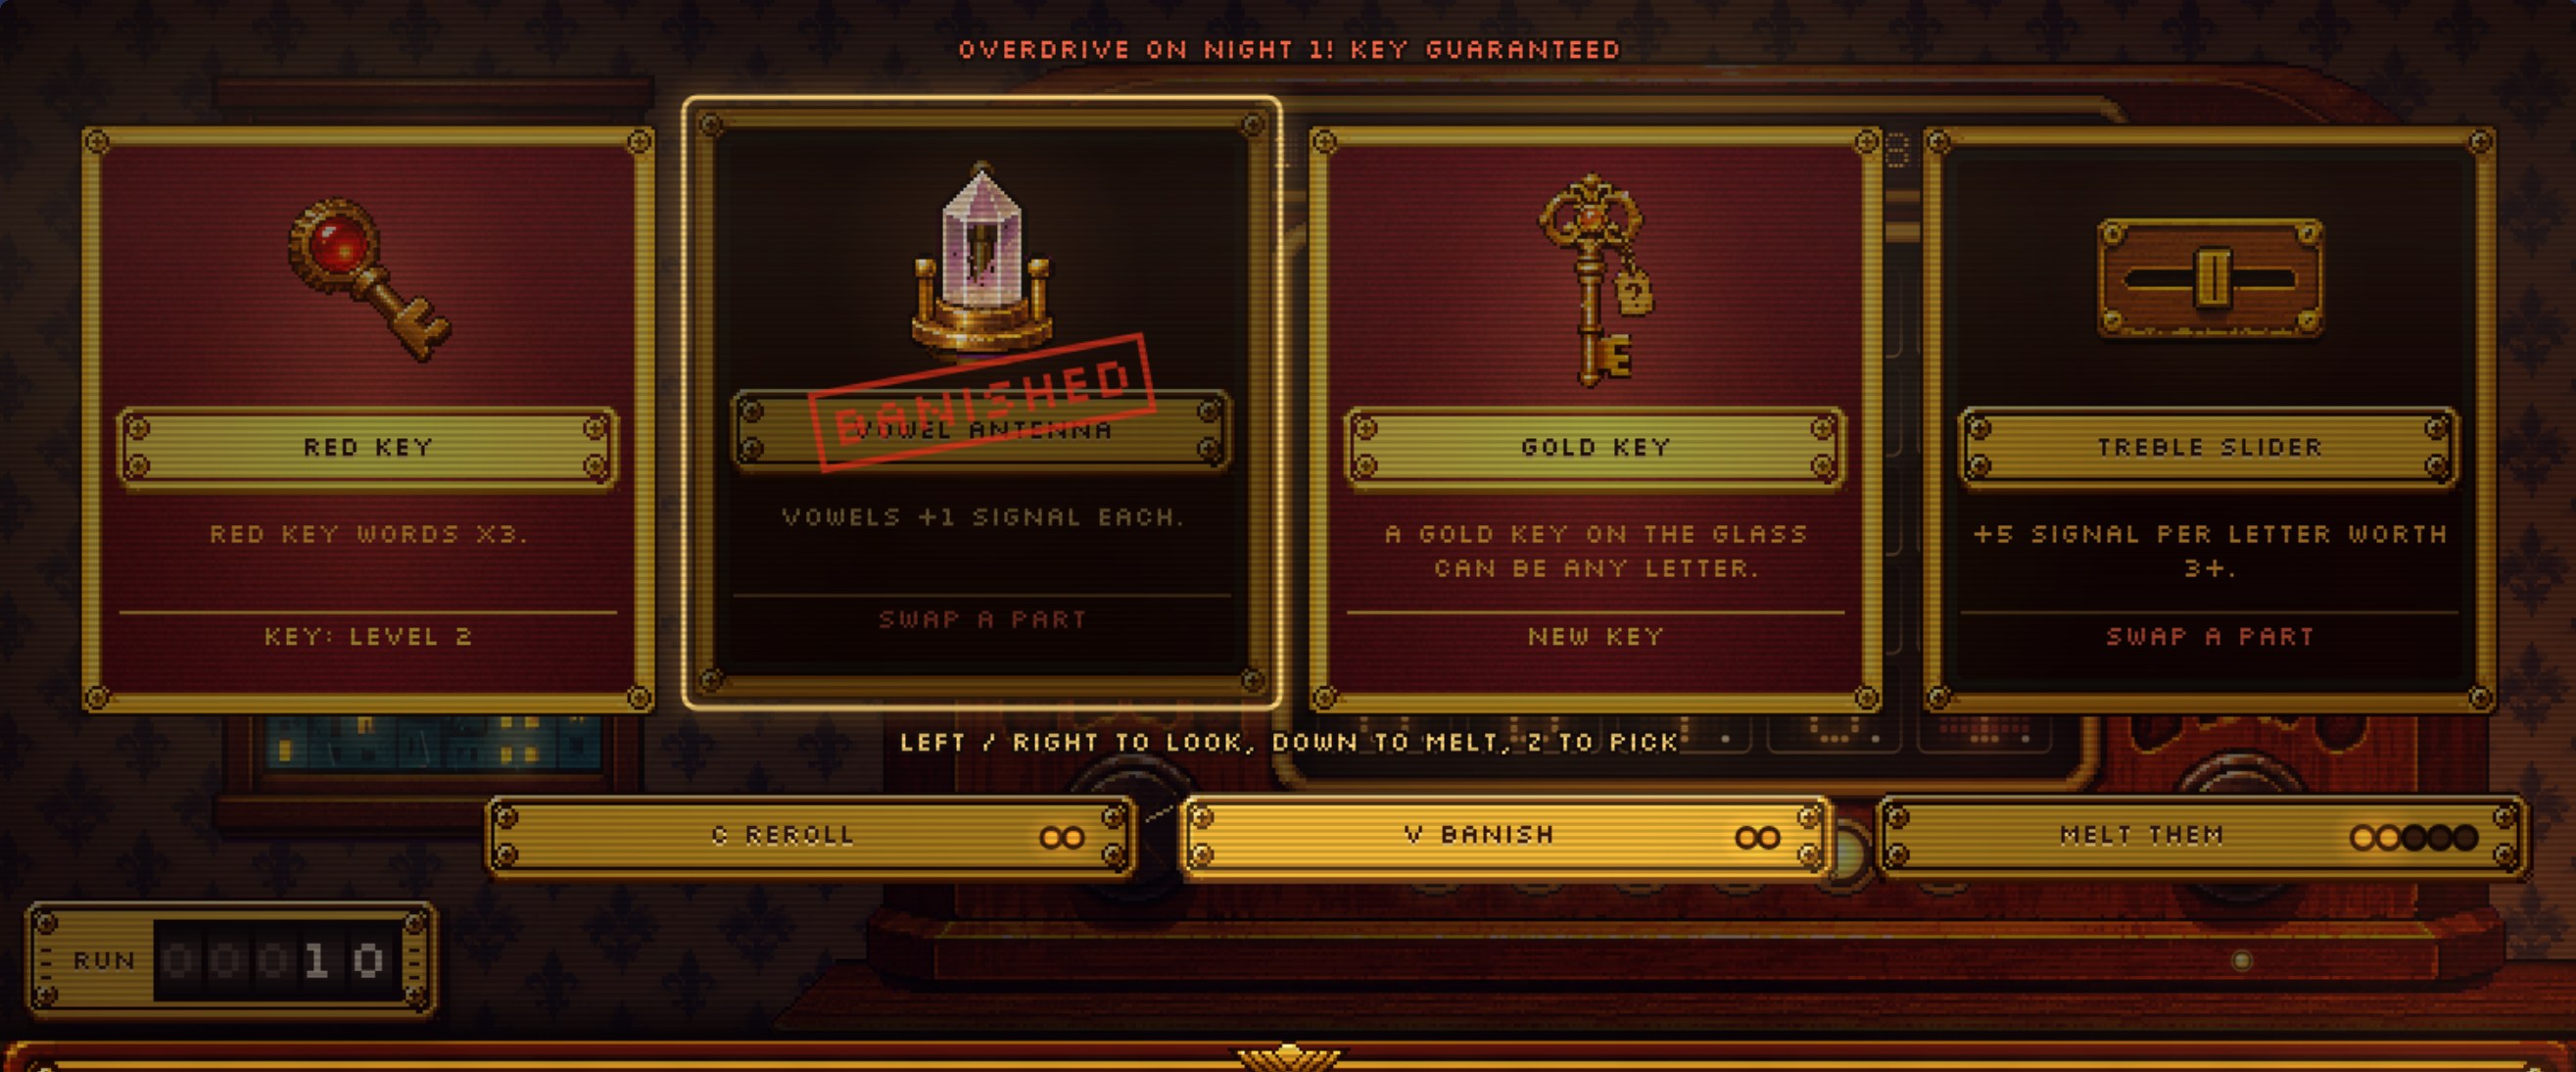 OVERDRIVE ON NIGHT 1! KEY GUARANTEED
RED KEY
RED KEY WORDS X3.
KEY: LEVEL 2
BANISHED
VOWEL ANTENNA
VOWELS +1 SIGNAL EACH.
SWAP A PART
?
GOLD KEY
A GOLD KEY ON THE GLASS
CAN BE ANY LETTER.
NEW KEY
TREBLE SLIDER
+5 SIGNAL PER LETTER WORTH
3+.
SWAP A PART
LEFT / RIGHT TO LOOK, DOWN TO MELT, Z TO PICK
C REROLL
V BANISH
MELT THEM
RUN 00010